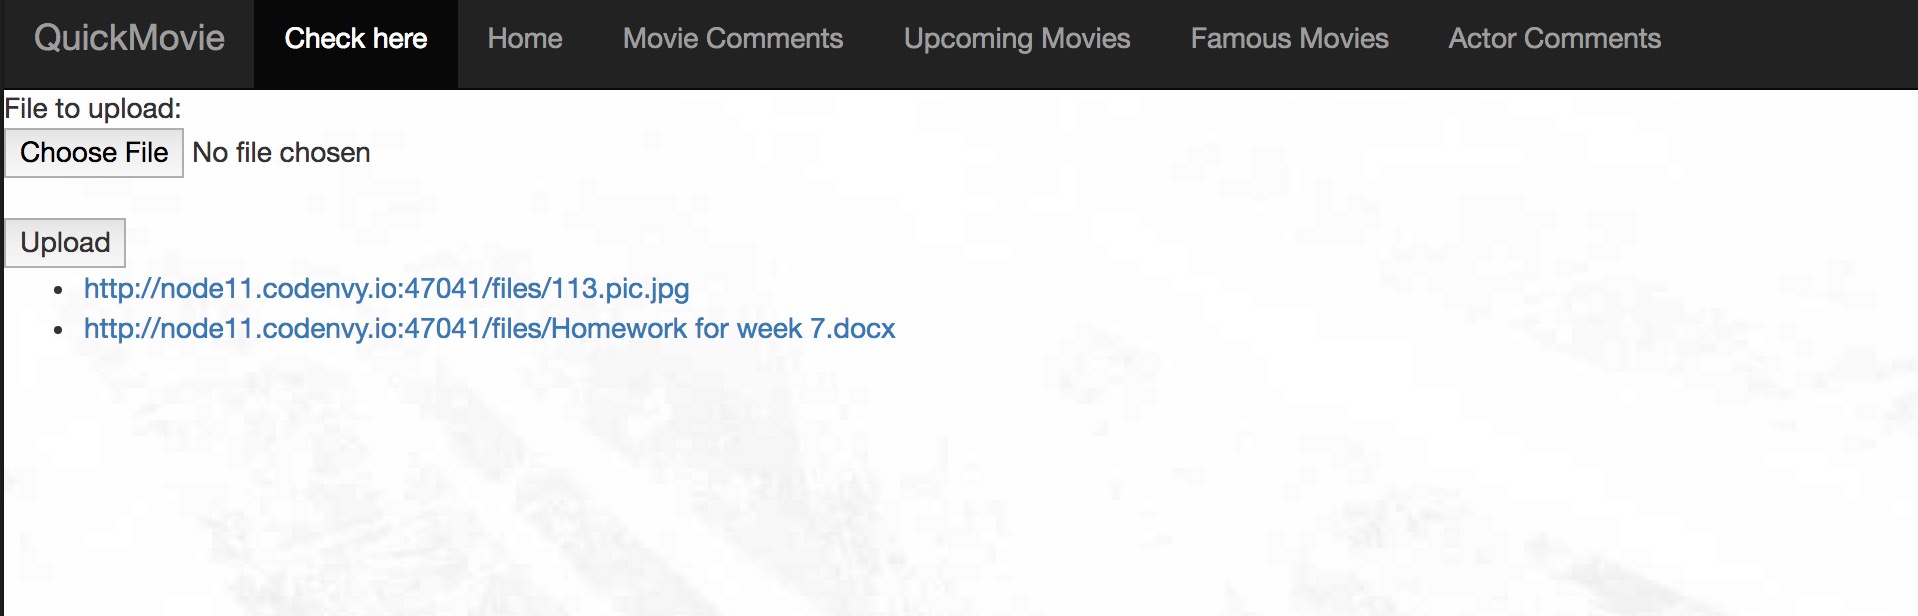 QuickMovie Check here Home Movie Comments Upcoming Movies Famous Movies Actor Comments
File to upload:
Choose File No file chosen
Upload
http://node11.codenvy.io:47041/files/113.pic.jpg
http://node11.codenvy.io:47041/files/Homework for week 7.docx